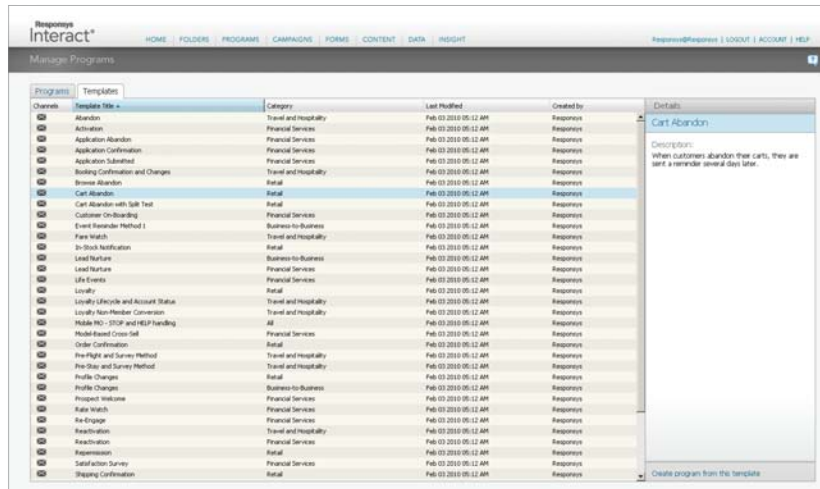 Responsys
Interact*
HOME | FOLDERS | PROGRAMS | CAMPAIGNS | FORMS | CONTENT | DATA | INSIGHT
Responsys@Responsys | LOGOUT | ACCOUNT | HELP
Manage Programs
?
Programs Templates
Channels Template Title Category Last Modified Created by Details
Abandon Travel and Hospitality Feb 03 2010 05:12 AM Responsys
Cart Abandon
Activation Financial Services Feb 03 2010 05:12 AM Responsys
Application Abandon Financial Services Feb 03 2010 05:12 AM Responsys
Description:
Application Confirmation Financial Services Feb 03 2010 05:12 AM Responsys
When customers abandon their carts, they are
sent a reminder several days later.
Application Submitted Financial Services Feb 03 2010 05:12 AM Responsys
Booking Confirmation and Changes Travel and Hospitality Feb 03 2010 05:12 AM Responsys
Browse Abandon Retail Feb 03 2010 05:12 AM Responsys
Cart Abandon Retail Feb 03 2010 05:12 AM Responsys
Cart Abandon with Split Test Retail Feb 03 2010 05:12 AM Responsys
Customer On-Boarding Financial Services Feb 03 2010 05:12 AM Responsys
Event Reminder Method 1 Business-to-Business Feb 03 2010 05:12 AM Responsys
Fare Watch Travel and Hospitality Feb 03 2010 05:12 AM Responsys
In-Stock Notification Retail Feb 03 2010 05:12 AM Responsys
Lead Nurture Business-to-Business Feb 03 2010 05:12 AM Responsys
Lead Nurture Financial Services Feb 03 2010 05:12 AM Responsys
Life Events Financial Services Feb 03 2010 05:12 AM Responsys
Loyalty Retail Feb 03 2010 05:12 AM Responsys
Loyalty Lifecycle and Account Status Travel and Hospitality Feb 03 2010 05:12 AM Responsys
Loyalty Non-Member Conversion Travel and Hospitality Feb 03 2010 05:12 AM Responsys
Mobile MO - STOP and HELP handling All Feb 03 2010 05:12 AM Responsys
Model-Based Cross-Sell Financial Services Feb 03 2010 05:12 AM Responsys
Order Confirmation Retail Feb 03 2010 05:12 AM Responsys
Pre-Flight and Survey Method Travel and Hospitality Feb 03 2010 05:12 AM Responsys
Pre-Stay and Survey Method Travel and Hospitality Feb 03 2010 05:12 AM Responsys
Profile Changes Retail Feb 03 2010 05:12 AM Responsys
Profile Changes Business-to-Business Feb 03 2010 05:12 AM Responsys
Prospect Welcome Financial Services Feb 03 2010 05:12 AM Responsys
Rate Watch Financial Services Feb 03 2010 05:12 AM Responsys
Re-Engage Financial Services Feb 03 2010 05:12 AM Responsys
Reactivation Travel and Hospitality Feb 03 2010 05:12 AM Responsys
Reactivation Financial Services Feb 03 2010 05:12 AM Responsys
Repermission Retail Feb 03 2010 05:12 AM Responsys
Satisfaction Survey Financial Services Feb 03 2010 05:12 AM Responsys
Shipping Confirmation Retail Feb 03 2010 05:12 AM Responsys
Create program from this template